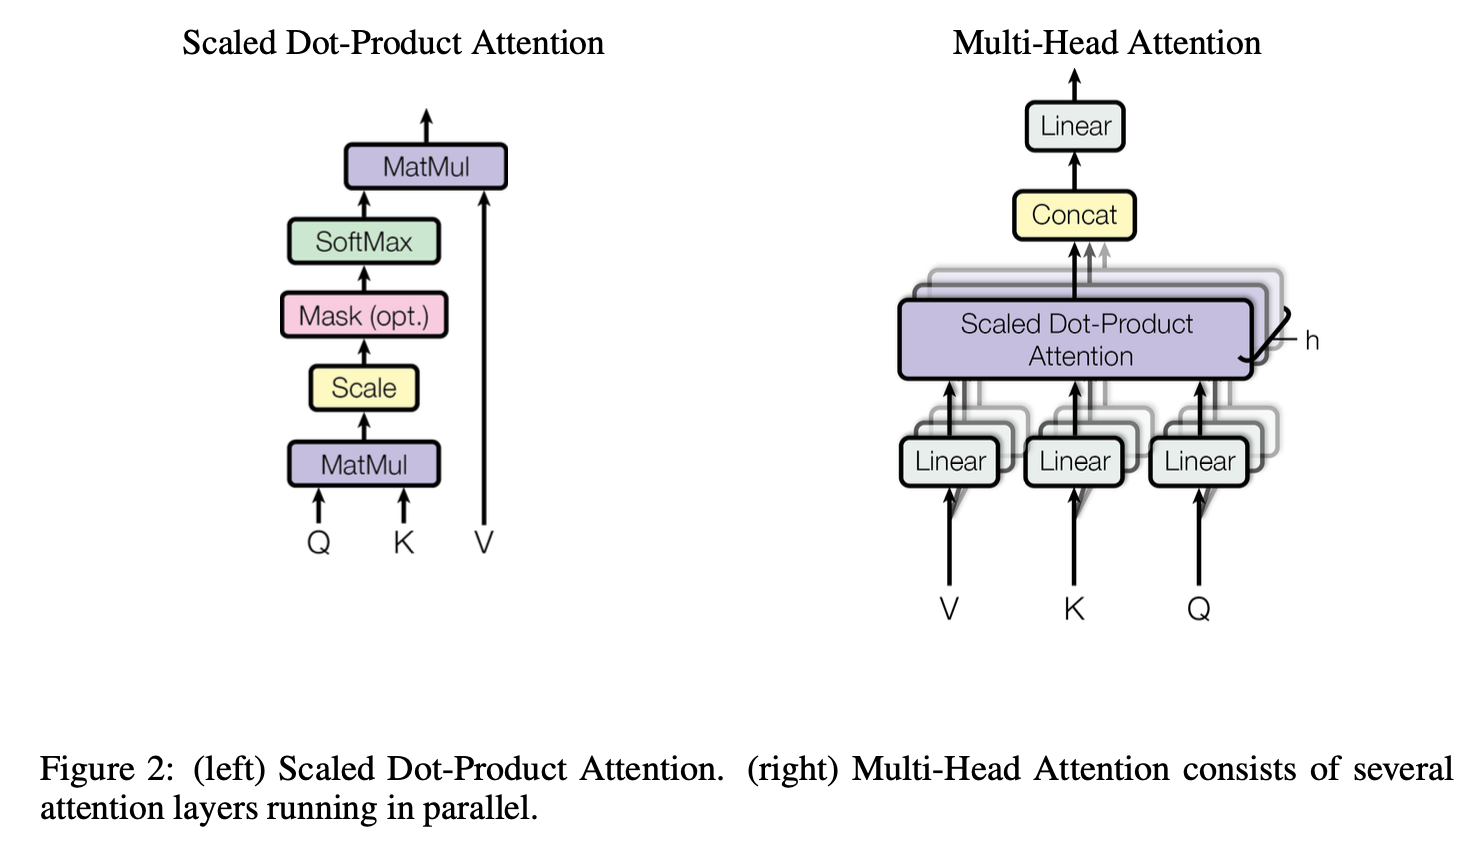 Scaled Dot-Product Attention
MatMul
SoftMax
Mask (opt.)
Scale
MatMul
Q K V
Multi-Head Attention
Linear
Concat
Scaled Dot-Product
Attention
h
Linear Linear Linear
V K Q
Figure 2: (left) Scaled Dot-Product Attention. (right) Multi-Head Attention consists of several
attention layers running in parallel.